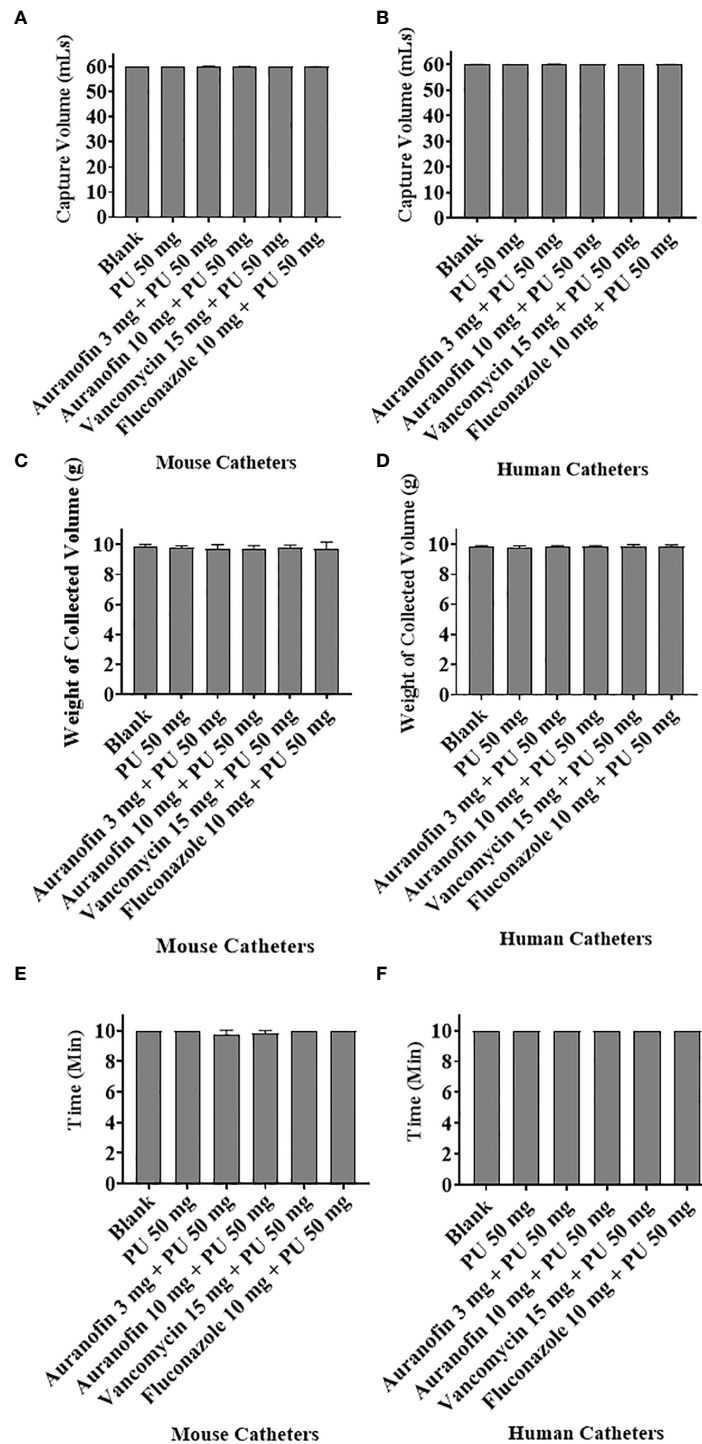 A
Capture Volume (mLs)
60
50
40
30
20
10
0
Blank
PU 50 mg
Auranofin 3 mg + PU 50 mg
Auranofin 10 mg + PU 50 mg
Vancomycin 15 mg + PU 50 mg
Fluconazole 10 mg + PU 50 mg
Mouse Catheters
B
Capture Volume (mLs)
60
50
40
30
20
10
0
Blank
PU 50 mg
Auranofin 3 mg + PU 50 mg
Auranofin 10 mg + PU 50 mg
Vancomycin 15 mg + PU 50 mg
Fluconazole 10 mg + PU 50 mg
Human Catheters
C
Weight of Collected Volume (g)
10
8
6
4
2
0
Blank
PU 50 mg
Auranofin 3 mg + PU 50 mg
Auranofin 10 mg + PU 50 mg
Vancomycin 15 mg + PU 50 mg
Fluconazole 10 mg + PU 50 mg
Mouse Catheters
D
Weight of Collected Volume (g)
10
8
6
4
2
0
Blank
PU 50 mg
Auranofin 3 mg + PU 50 mg
Auranofin 10 mg + PU 50 mg
Vancomycin 15 mg + PU 50 mg
Fluconazole 10 mg + PU 50 mg
Human Catheters
E
Time (Min)
10
8
6
4
2
0
Blank
PU 50 mg
Auranofin 3 mg + PU 50 mg
Auranofin 10 mg + PU 50 mg
Vancomycin 15 mg + PU 50 mg
Fluconazole 10 mg + PU 50 mg
Mouse Catheters
F
Time (Min)
10
8
6
4
2
0
Blank
PU 50 mg
Auranofin 3 mg + PU 50 mg
Auranofin 10 mg + PU 50 mg
Vancomycin 15 mg + PU 50 mg
Fluconazole 10 mg + PU 50 mg
Human Catheters